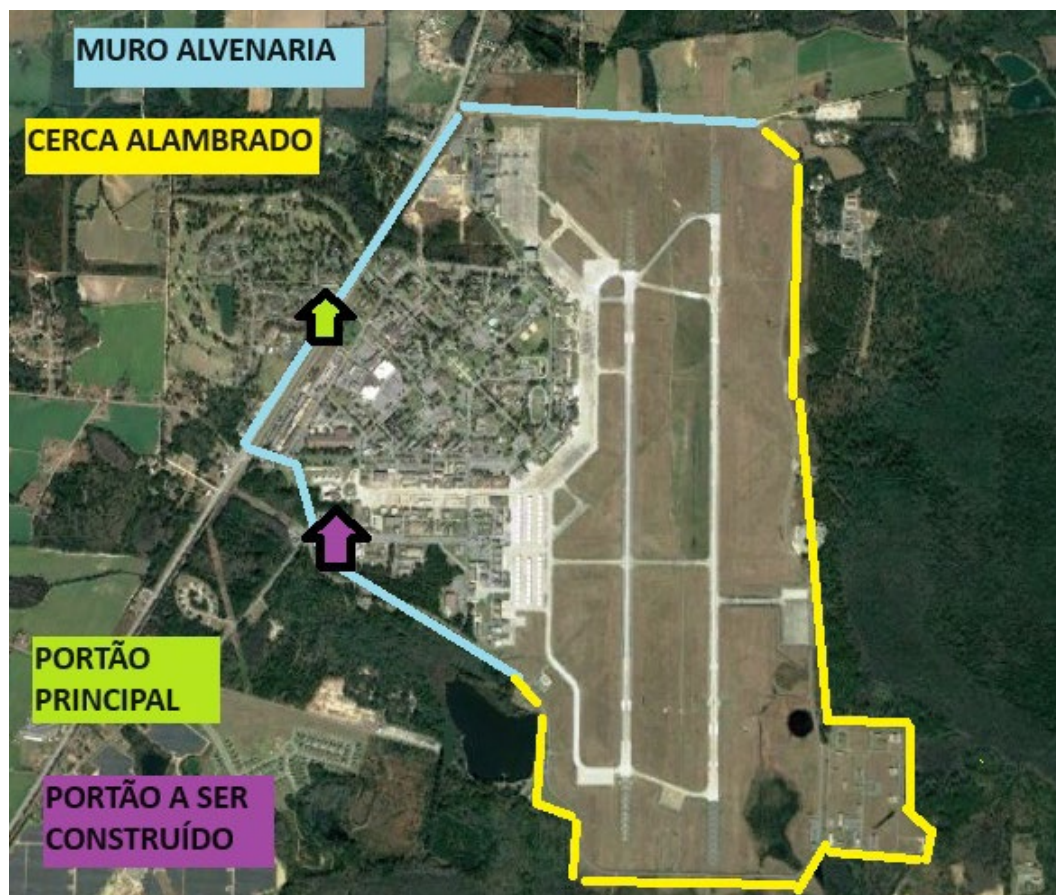 MURO ALVENARIA
CERCA ALAMBRADO
PORTÃO
PRINCIPAL
PORTÃO A SER
CONSTRUÍDO